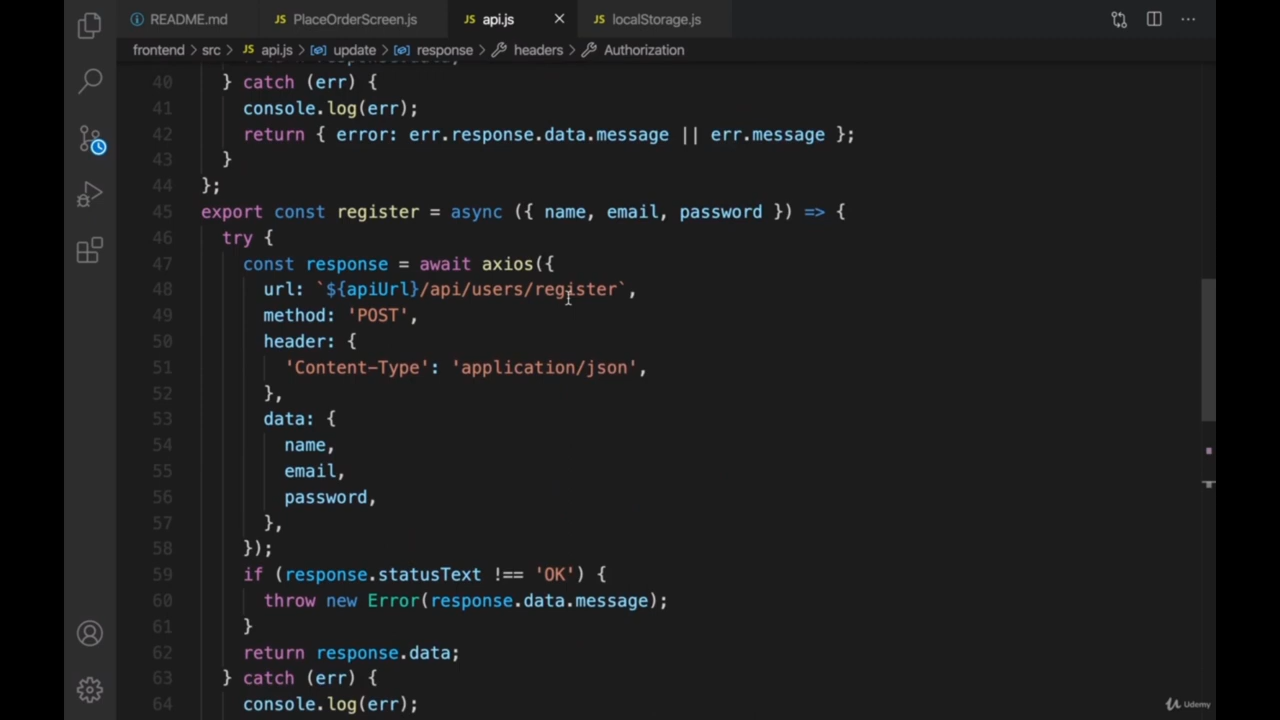 README.md
PlaceOrderScreen.js
api.js
localStorage.js
frontend > src > api.js > update > response > headers > Authorization
40 } catch (err) {
41 console.log(err);
42 return { error: err.response.data.message || err.message };
43 }
44 };
45 export const register = async ({ name, email, password }) => {
46 try {
47 const response = await axios({
48 url: `${apiUrl}/api/users/register`,
49 method: 'POST',
50 header: {
51 'Content-Type': 'application/json',
52 },
53 data: {
54 name,
55 email,
56 password,
57 },
58 });
59 if (response.statusText !== 'OK') {
60 throw new Error(response.data.message);
61 }
62 return response.data;
63 } catch (err) {
64 console.log(err);
Udemy